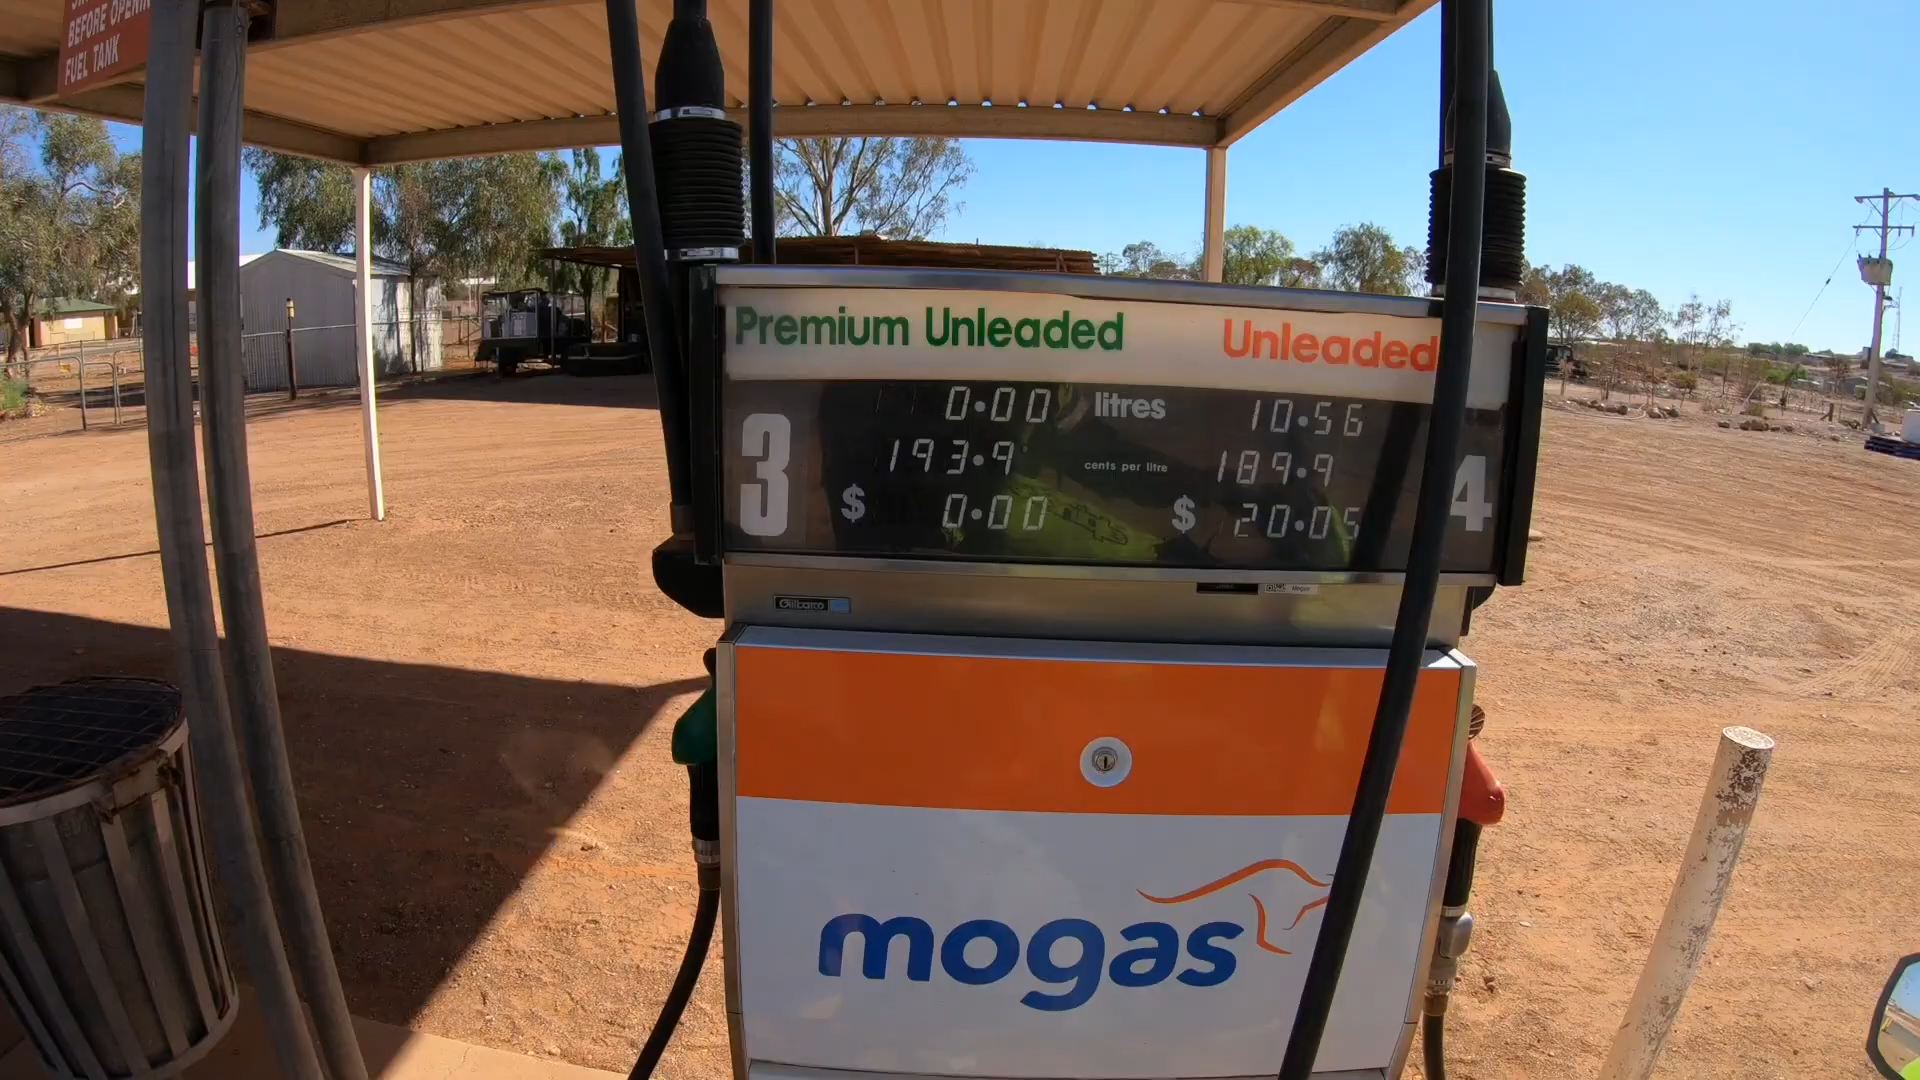 BEFORE OPENIN
FUEL TANK
Premium Unleaded Unleaded
0.00 litres 10.56
3 193.9 cents per litre 189.9 4
$ 0.00 $ 20.05
Gilbarco
mogas